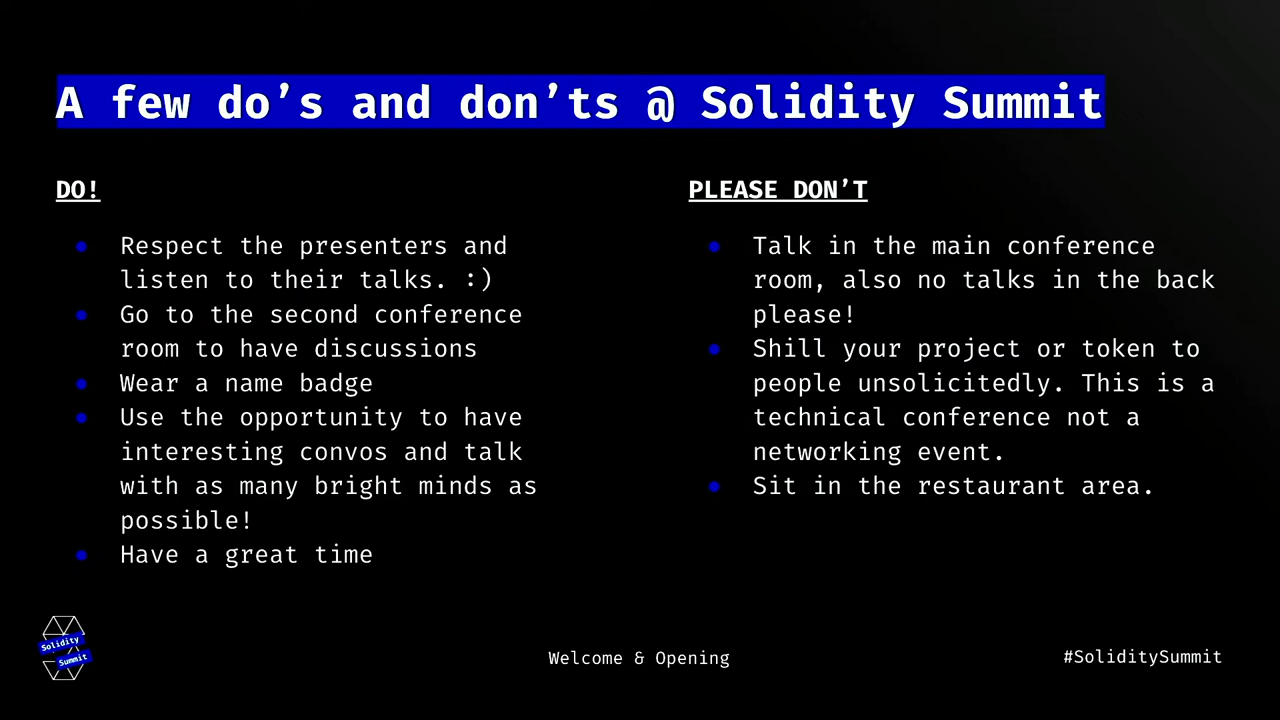 A few do’s and don’ts @ Solidity Summit
DO!
Respect the presenters and
listen to their talks. :)
Go to the second conference
room to have discussions
Wear a name badge
Use the opportunity to have
interesting convos and talk
with as many bright minds as
possible!
Have a great time
PLEASE DON’T
Talk in the main conference
room, also no talks in the back
please!
Shill your project or token to
people unsolicitedly. This is a
technical conference not a
networking event.
Sit in the restaurant area.
Solidity
Summit
Welcome & Opening
#SoliditySummit